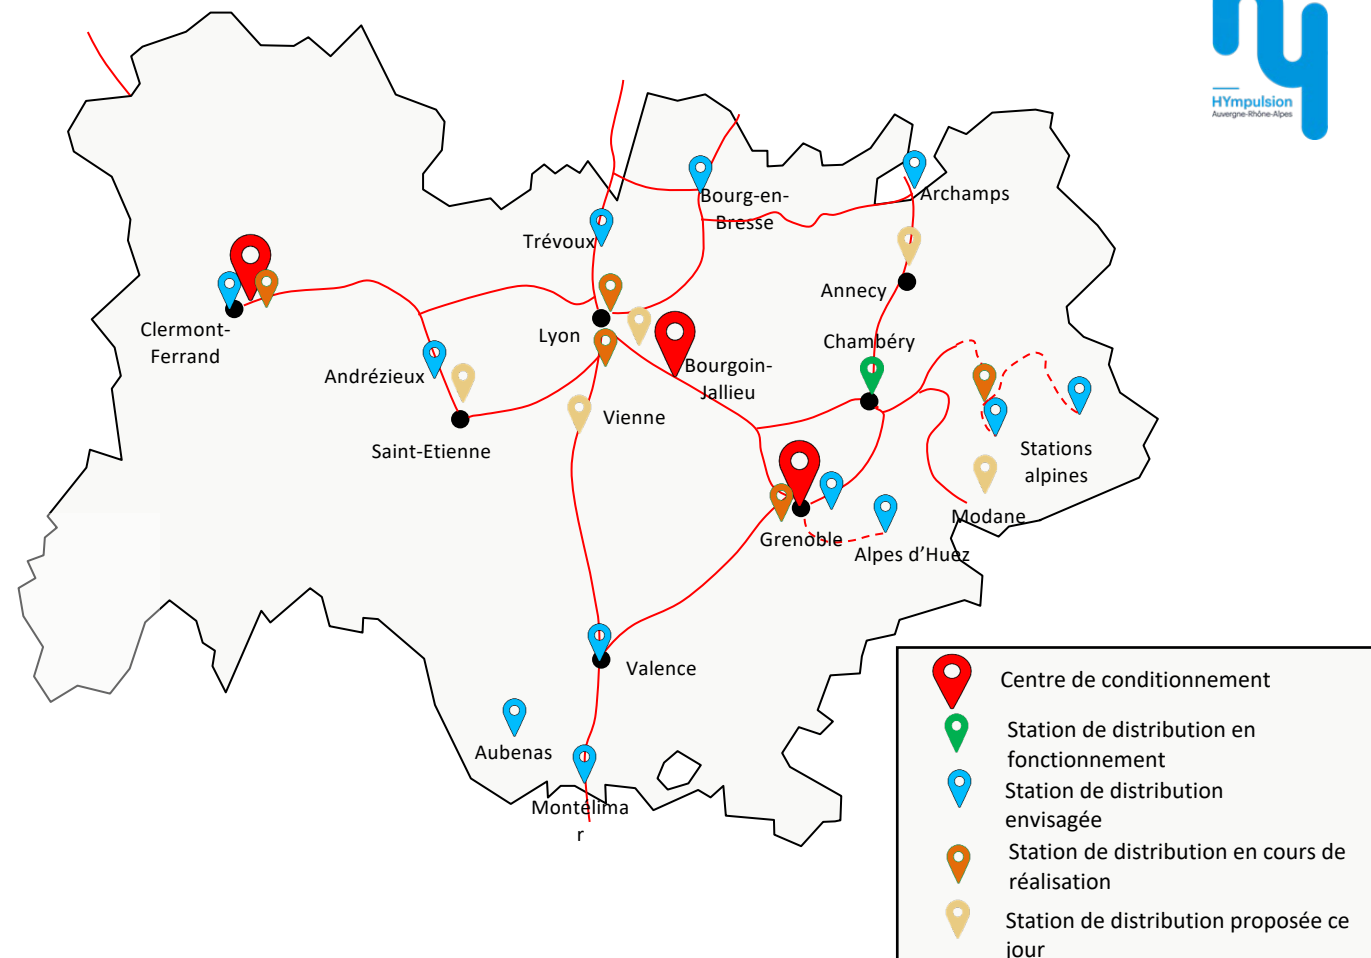 HYmpulsion
Auvergne-Rhône-Alpes
Bourg-en-
Bresse
Archamps
Trévoux
Annecy
Clermont-
Ferrand
Lyon
Chambéry
Bourgoin-
Jallieu
Andrézieux
Vienne
Saint-Etienne
Stations
alpines
Modane
Grenoble
Alpes d’Huez
Valence
Aubenas
Montélima
r
Centre de conditionnement
Station de distribution en
fonctionnement
Station de distribution
envisagée
Station de distribution en cours de
réalisation
Station de distribution proposée ce
jour